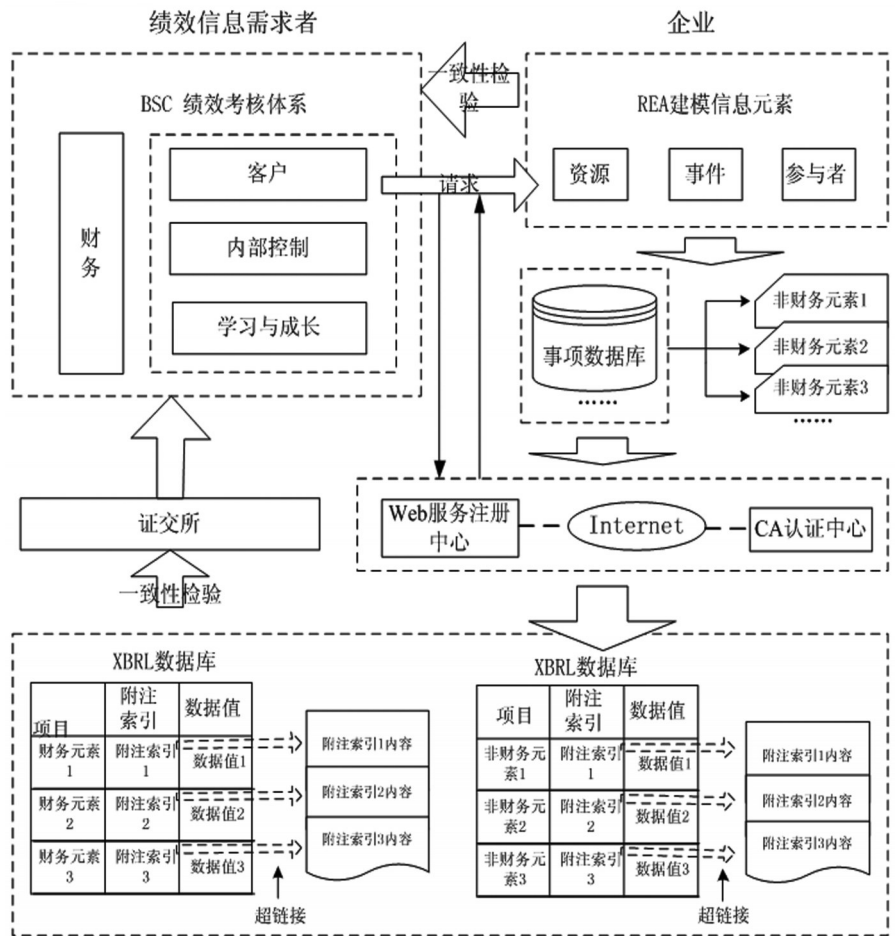 绩效信息需求者
企业
BSC 绩效考核体系
财
务
客户
内部控制
学习与成长
一致性检
验
请求
REA建模信息元素
资源
事件
参与者
事项数据库
……
非财务元素1
非财务元素2
非财务元素3
……
证交所
一致性检验
Web服务注册
中心
Internet
CA认证中心
XBRL数据库
项目
附注
索引
数据值
财务元素
1
附注索引
1
数据值1
财务元素
2
附注索引
2
数据值2
财务元素
3
附注索引
3
数据值3
附注索引1内容
附注索引2内容
附注索引3内容
超链接
XBRL数据库
项目
附注
索引
数据值
非财务元
素1
附注索引
1
数据值1
非财务元
素2
附注索引
2
数据值2
非财务元
素3
附注索引
3
数据值3
附注索引1内容
附注索引2内容
附注索引3内容
超链接